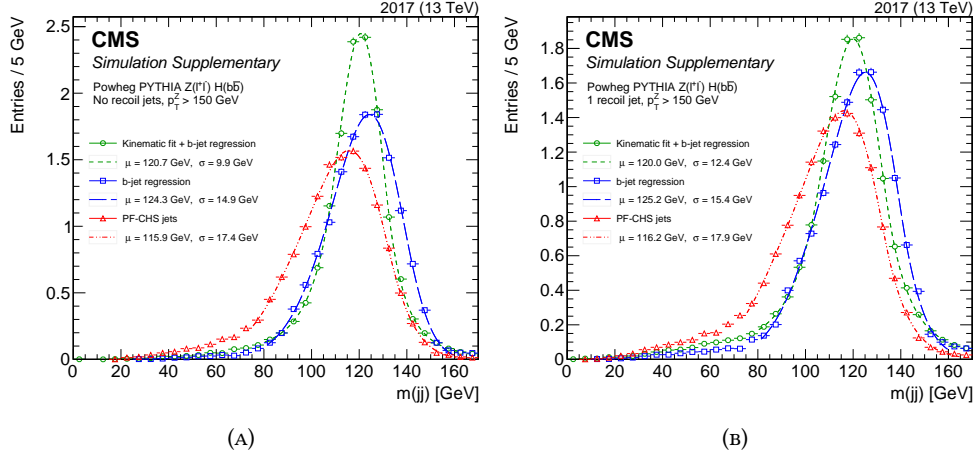 2017 (13 TeV)
CMS
Simulation Supplementary
Powheg PYTHIA Z(l⁺l⁻) H(bb̄)
No recoil jets, p_T^Z > 150 GeV
Kinematic fit + b-jet regression
μ = 120.7 GeV, σ = 9.9 GeV
b-jet regression
μ = 124.3 GeV, σ = 14.9 GeV
PF-CHS jets
μ = 115.9 GeV, σ = 17.4 GeV
Entries / 5 GeV
2.5
2
1.5
1
0.5
0
0 20 40 60 80 100 120 140 160
m(jj) [GeV]
(A)
2017 (13 TeV)
CMS
Simulation Supplementary
Powheg PYTHIA Z(l⁺l⁻) H(bb̄)
1 recoil jet, p_T^Z > 150 GeV
Kinematic fit + b-jet regression
μ = 120.0 GeV, σ = 12.4 GeV
b-jet regression
μ = 125.2 GeV, σ = 15.4 GeV
PF-CHS jets
μ = 116.2 GeV, σ = 17.9 GeV
Entries / 5 GeV
1.8
1.6
1.4
1.2
1
0.8
0.6
0.4
0.2
0
0 20 40 60 80 100 120 140 160
m(jj) [GeV]
(B)